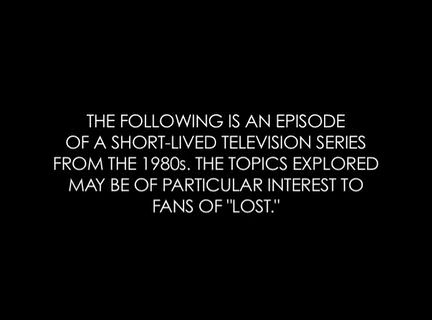 THE FOLLOWING IS AN EPISODE
OF A SHORT-LIVED TELEVISION SERIES
FROM THE 1980s. THE TOPICS EXPLORED
MAY BE OF PARTICULAR INTEREST TO
FANS OF "LOST."